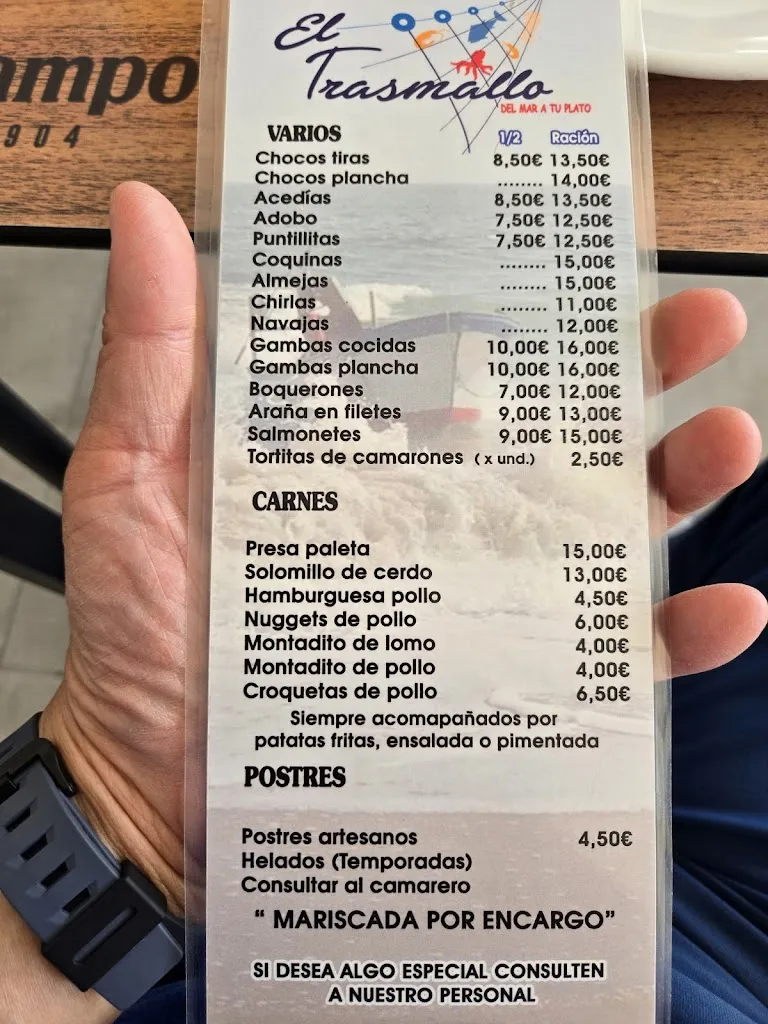 ampo
904
El
Trasmallo
DEL MAR A TU PLATO
VARIOS 1/2 Ración
Chocos tiras 8,50€ 13,50€
Chocos plancha ........ 14,00€
Acedías 8,50€ 13,50€
Adobo 7,50€ 12,50€
Puntillitas 7,50€ 12,50€
Coquinas ........ 15,00€
Almejas ........ 15,00€
Chirlas ........ 11,00€
Navajas ........ 12,00€
Gambas cocidas 10,00€ 16,00€
Gambas plancha 10,00€ 16,00€
Boquerones 7,00€ 12,00€
Araña en filetes 9,00€ 13,00€
Salmonetes 9,00€ 15,00€
Tortitas de camarones ( x und.) 2,50€
CARNES
Presa paleta 15,00€
Solomillo de cerdo 13,00€
Hamburguesa pollo 4,50€
Nuggets de pollo 6,00€
Montadito de lomo 4,00€
Montadito de pollo 4,00€
Croquetas de pollo 6,50€
Siempre acomapañados por
patatas fritas, ensalada o pimentada
POSTRES
Postres artesanos 4,50€
Helados (Temporadas)
Consultar al camarero
“ MARISCADA POR ENCARGO”
SI DESEA ALGO ESPECIAL CONSULTEN
A NUESTRO PERSONAL